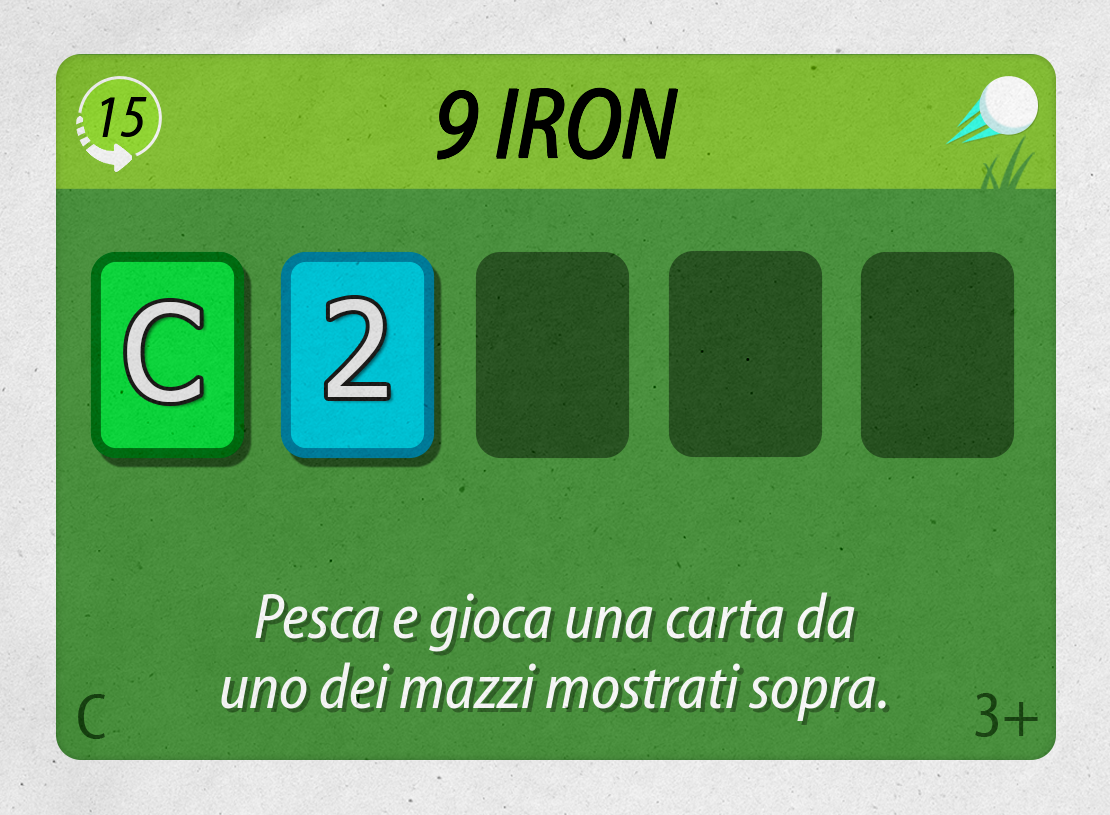 15
9 IRON
C 2
Pesca e gioca una carta da
uno dei mazzi mostrati sopra.
C 3+